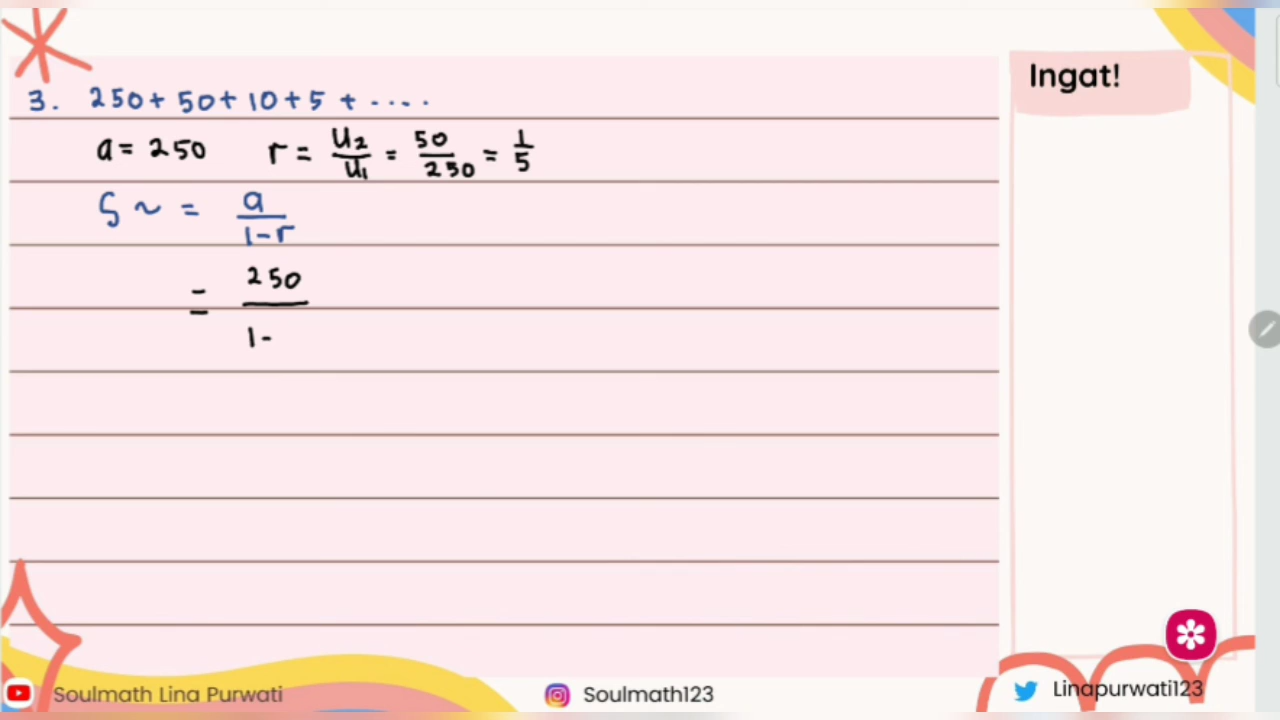 3. 250 + 50 + 10 + 5 + ....
a = 250 r = U2/U1 = 50/250 = 1/5
S ~ = a/1-r
= 250/1-
Ingat!
Soulmath Lina Purwati
Soulmath123
Linapurwati123